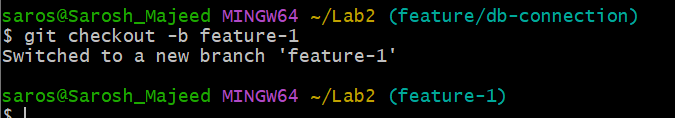 saros@Sarosh_Majeed MINGW64 ~/Lab2 (feature/db-connection)
$ git checkout -b feature-1
Switched to a new branch 'feature-1'
saros@Sarosh_Majeed MINGW64 ~/Lab2 (feature-1)
$